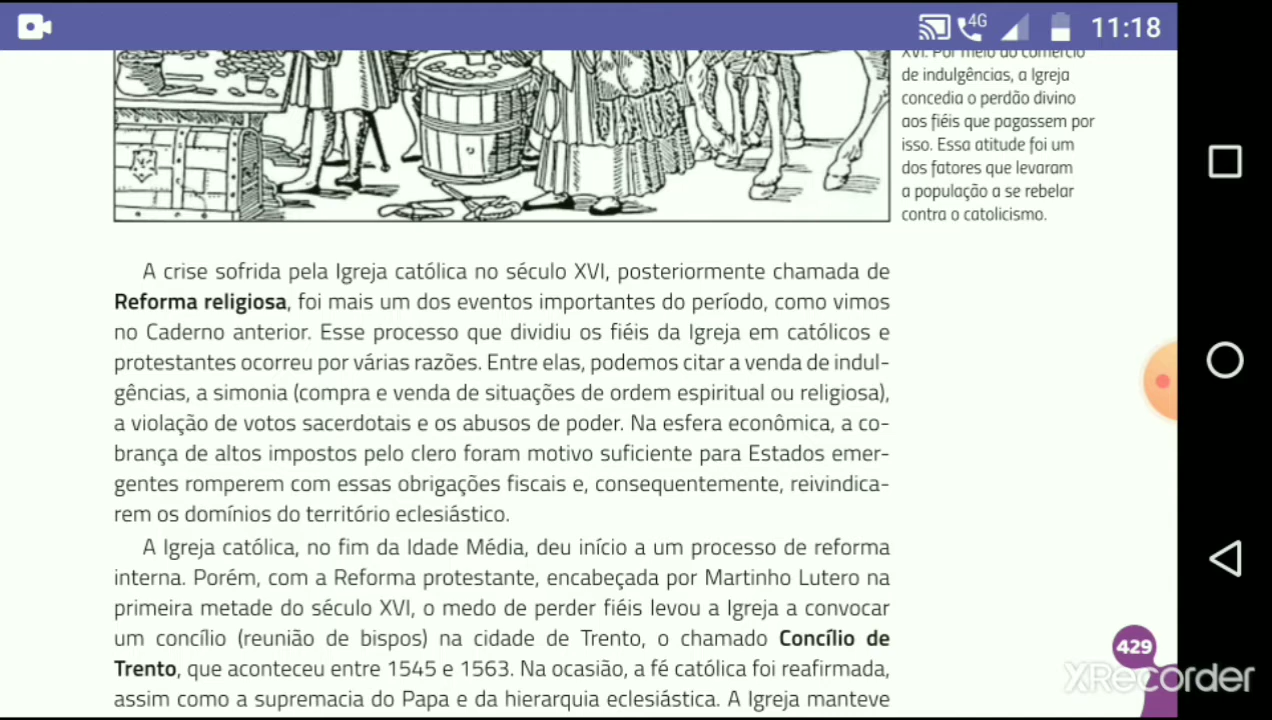 4G 11:18
XVI. Por meio do comércio
de indulgências, a Igreja
concedia o perdão divino
aos fiéis que pagassem por
isso. Essa atitude foi um
dos fatores que levaram
a população a se rebelar
contra o catolicismo.
A crise sofrida pela Igreja católica no século XVI, posteriormente chamada de
Reforma religiosa, foi mais um dos eventos importantes do período, como vimos
no Caderno anterior. Esse processo que dividiu os fiéis da Igreja em católicos e
protestantes ocorreu por várias razões. Entre elas, podemos citar a venda de indul-
gências, a simonia (compra e venda de situações de ordem espiritual ou religiosa),
a violação de votos sacerdotais e os abusos de poder. Na esfera econômica, a co-
brança de altos impostos pelo clero foram motivo suficiente para Estados emer-
gentes romperem com essas obrigações fiscais e, consequentemente, reivindica-
rem os domínios do território eclesiástico.
A Igreja católica, no fim da Idade Média, deu início a um processo de reforma
interna. Porém, com a Reforma protestante, encabeçada por Martinho Lutero na
primeira metade do século XVI, o medo de perder fiéis levou a Igreja a convocar
um concílio (reunião de bispos) na cidade de Trento, o chamado Concílio de
Trento, que aconteceu entre 1545 e 1563. Na ocasião, a fé católica foi reafirmada,
assim como a supremacia do Papa e da hierarquia eclesiástica. A Igreja manteve
429
XRecorder